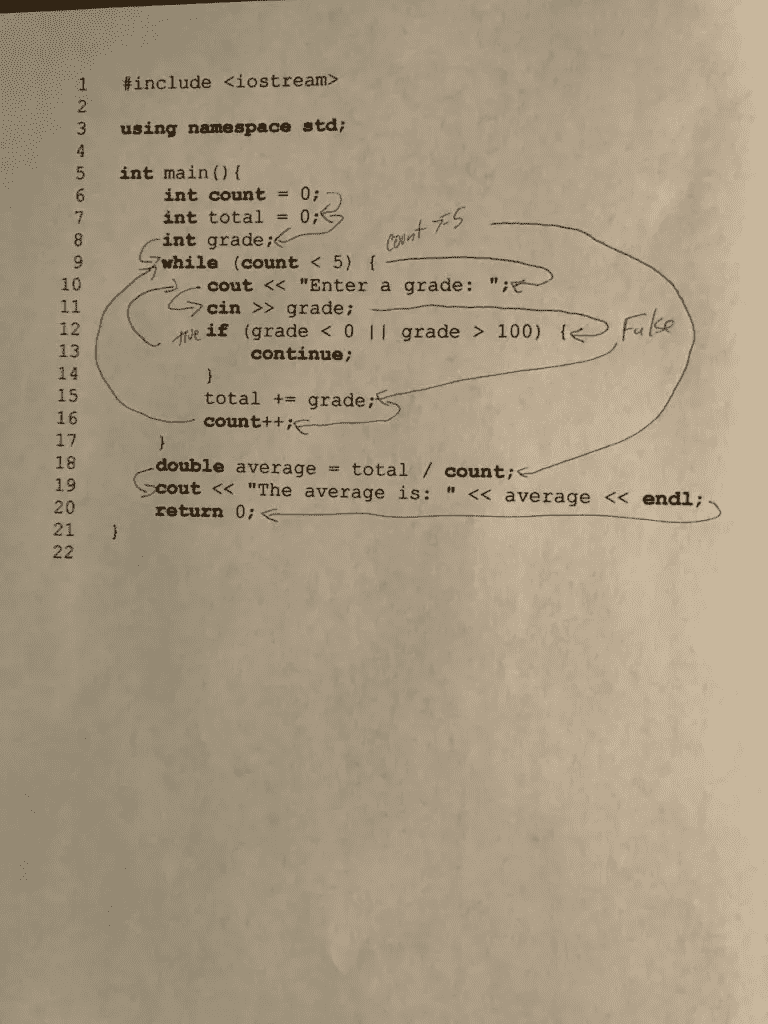 1 #include <iostream>
2
3 using namespace std;
4
5 int main(){
6 int count = 0;
7 int total = 0;
8 int grade;
count >=5
9 while (count < 5) {
10 cout << "Enter a grade: ";
11 cin >> grade;
12 true if (grade < 0 || grade > 100) { False
13 continue;
14 }
15 total += grade;
16 count++;
17 }
18 double average = total / count;
19 cout << "The average is: " << average << endl;
20 return 0;
21 }
22